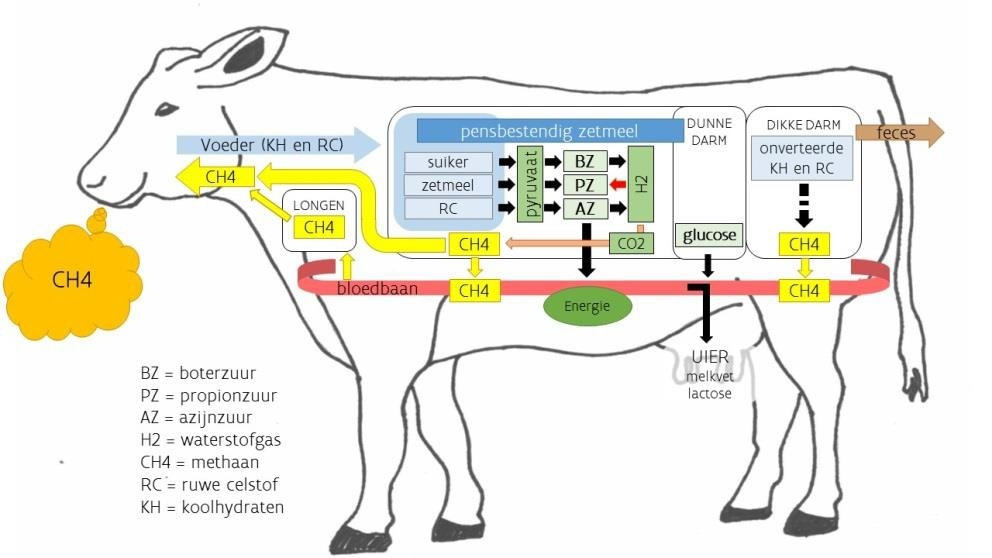 Voeder (KH en RC)
CH4
CH4
LONGEN
CH4
pensbestendig zetmeel
suiker
zetmeel
RC
pyruvaat
BZ
PZ
AZ
H2
CO2
CH4
DUNNE
DARM
glucose
DIKKE DARM
onverteerde
KH en RC
CH4
feces
bloedbaan
CH4
Energie
CH4
UIER
melkvet
lactose
BZ = boterzuur
PZ = propionzuur
AZ = azijnzuur
H2 = waterstofgas
CH4 = methaan
RC = ruwe celstof
KH = koolhydraten